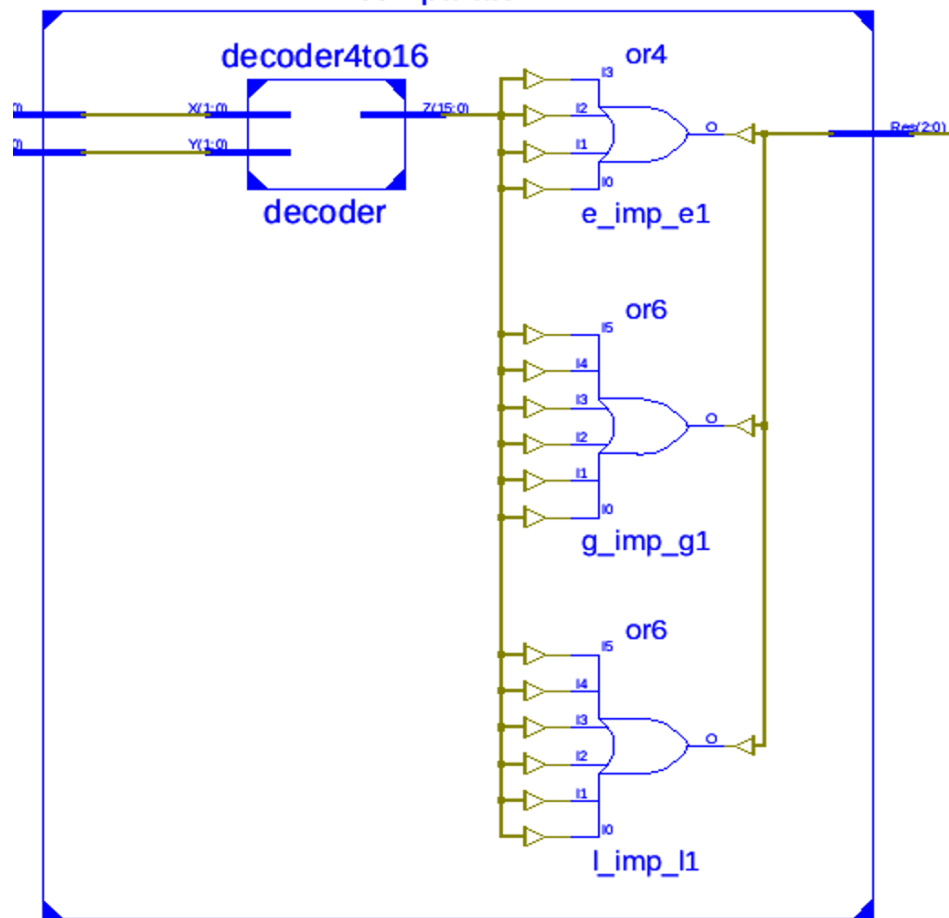 decoder4to16
X(1:0)
Y(1:0)
Z(15:0)
decoder
or4
I3
I2
I1
I0
O
e_imp_e1
Res(2:0)
or6
I5
I4
I3
I2
I1
I0
O
g_imp_g1
or6
I5
I4
I3
I2
I1
I0
O
l_imp_l1